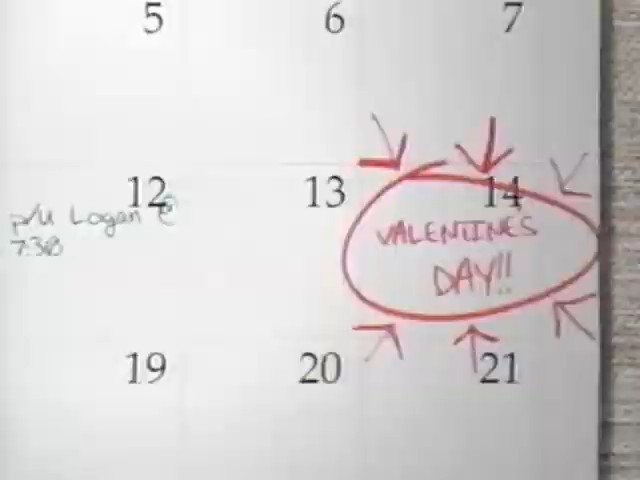 5 6 7
12 13 14
p/u Logan @
7:30
VALENTINES
DAY!!
19 20 21